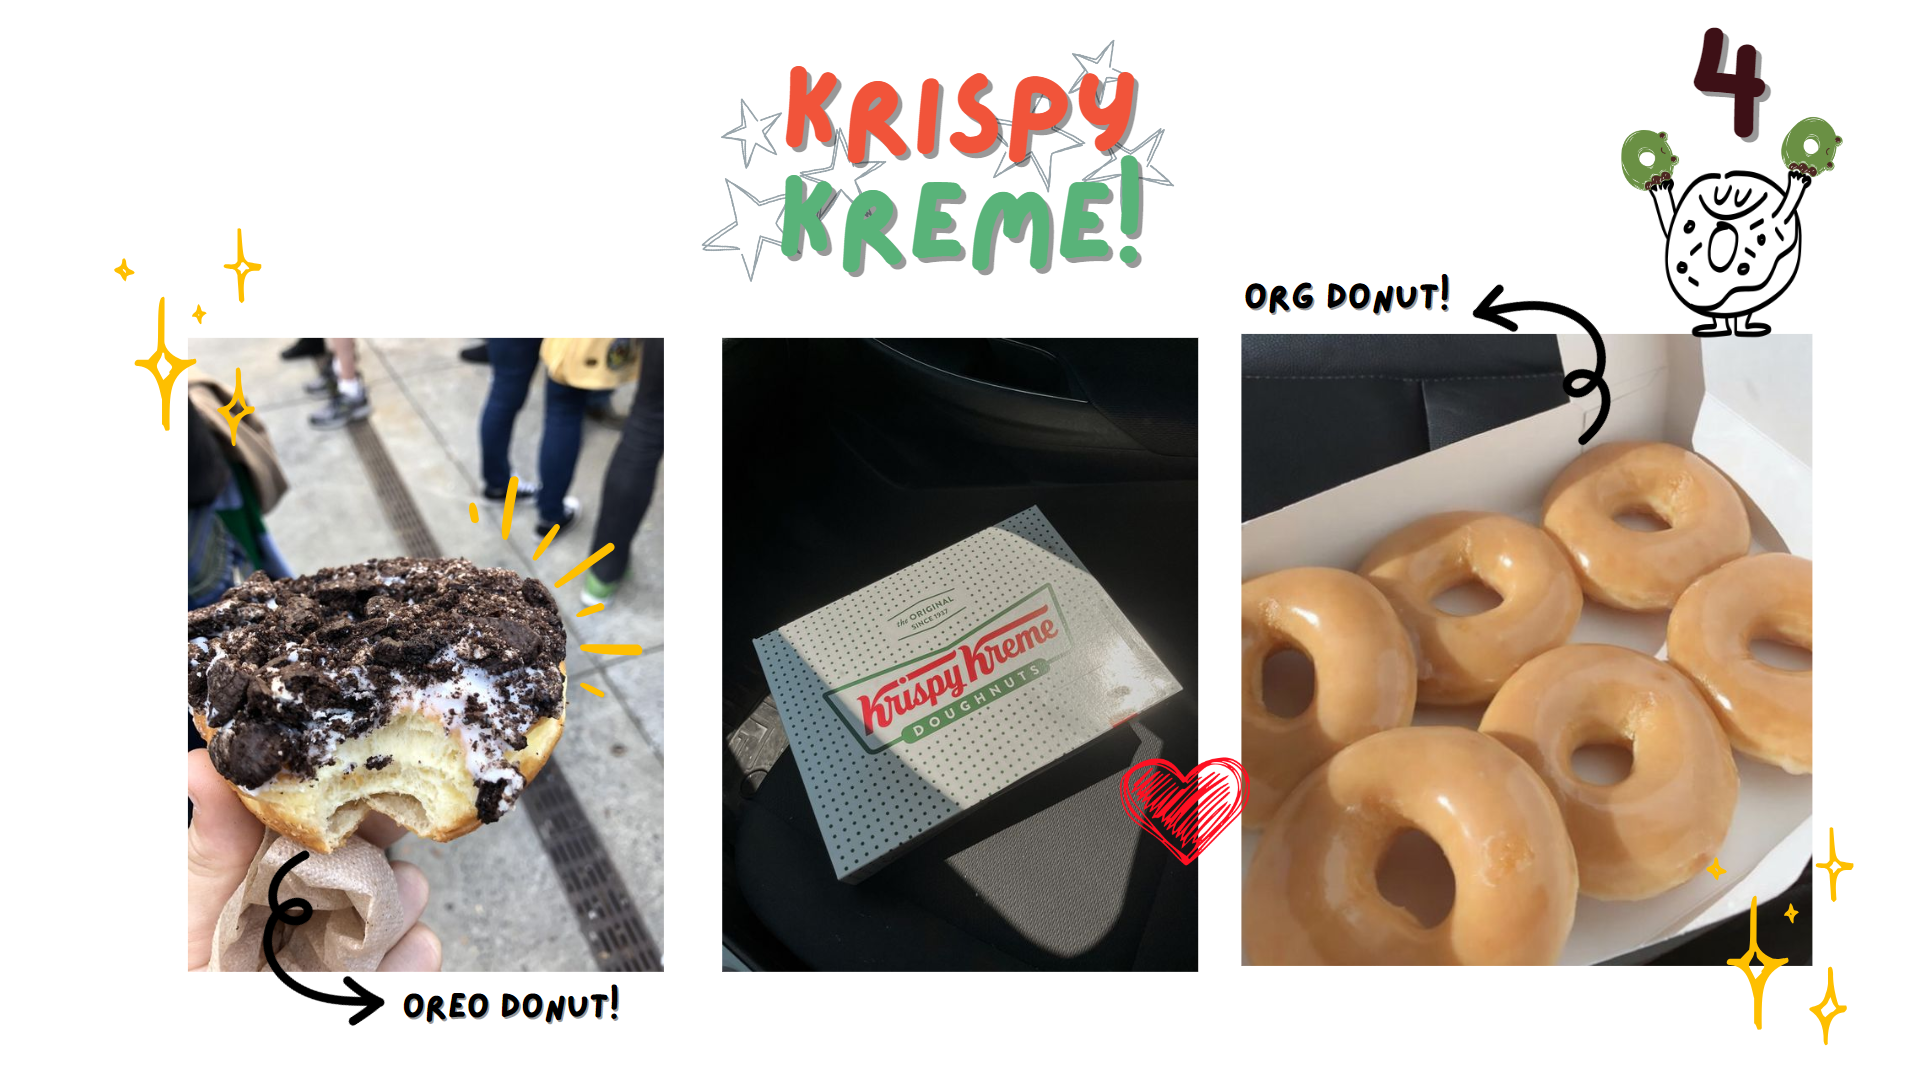 KRISPY
KREME!
4
ORG DONUT!
the ORIGINAL
SINCE 1937
Krispy Kreme
DOUGHNUTS
OREO DONUT!